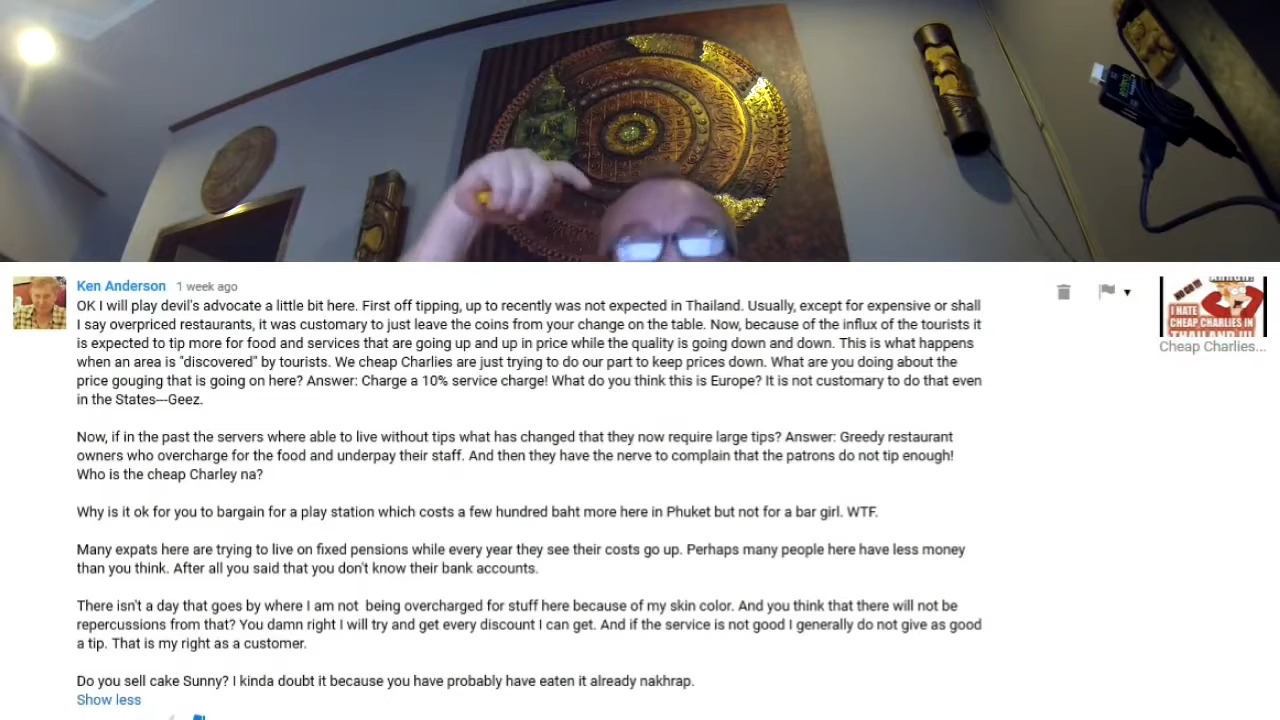 Ken Anderson 1 week ago
OK I will play devil's advocate a little bit here. First off tipping, up to recently was not expected in Thailand. Usually, except for expensive or shall
I say overpriced restaurants, it was customary to just leave the coins from your change on the table. Now, because of the influx of the tourists it
is expected to tip more for food and services that are going up and up in price while the quality is going down and down. This is what happens
when an area is "discovered" by tourists. We cheap Charlies are just trying to do our part to keep prices down. What are you doing about the
price gouging that is going on here? Answer: Charge a 10% service charge! What do you think this is Europe? It is not customary to do that even
in the States---Geez.
Now, if in the past the servers where able to live without tips what has changed that they now require large tips? Answer: Greedy restaurant
owners who overcharge for the food and underpay their staff. And then they have the nerve to complain that the patrons do not tip enough!
Who is the cheap Charley na?
Why is it ok for you to bargain for a play station which costs a few hundred baht more here in Phuket but not for a bar girl. WTF.
Many expats here are trying to live on fixed pensions while every year they see their costs go up. Perhaps many people here have less money
than you think. After all you said that you don't know their bank accounts.
There isn't a day that goes by where I am not being overcharged for stuff here because of my skin color. And you think that there will not be
repercussions from that? You damn right I will try and get every discount I can get. And if the service is not good I generally do not give as good
a tip. That is my right as a customer.
Do you sell cake Sunny? I kinda doubt it because you have probably have eaten it already nakhrap.
Show less
NO GO !!!
I HATE
CHEAP CHARLIES IN
THAILAND !!!
Cheap Charlies...